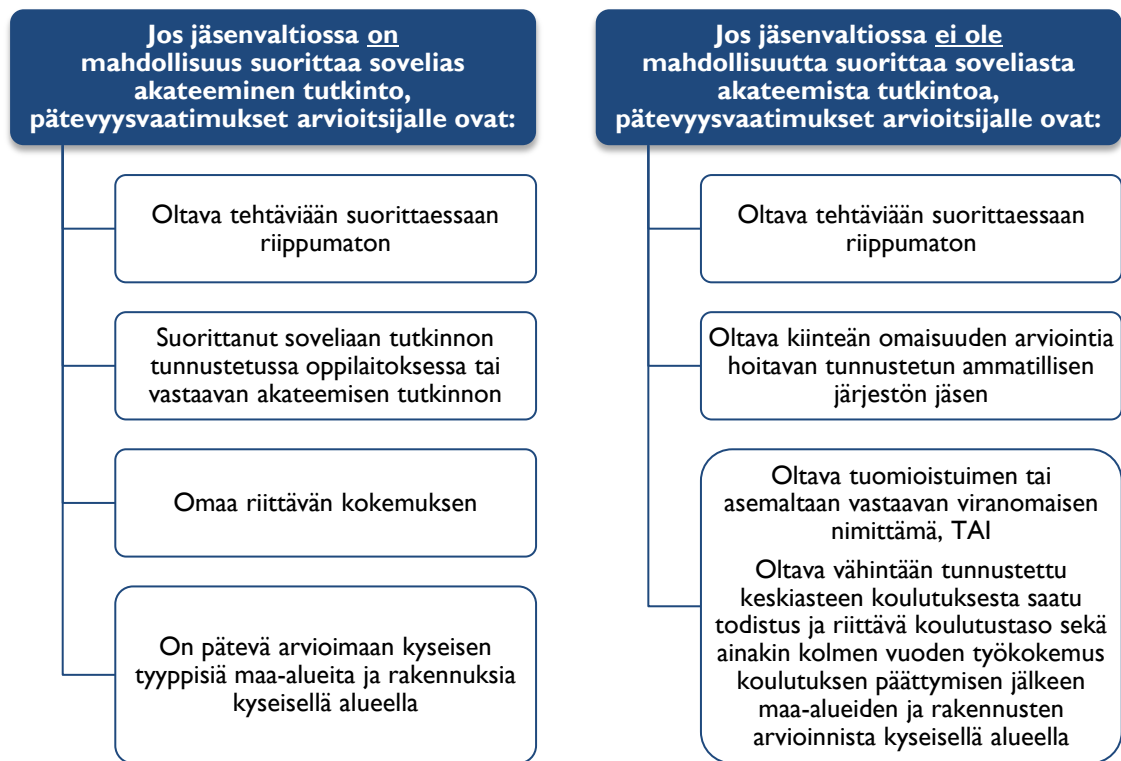 Jos jäsenvaltiossa on
mahdollisuus suorittaa sovelias
akateeminen tutkinto,
pätevyysvaatimukset arvioitsijalle ovat:
Oltava tehtäviään suorittaessaan
riippumaton
Suorittanut soveliaan tutkinnon
tunnustetussa oppilaitoksessa tai
vastaavan akateemisen tutkinnon
Omaa riittävän kokemuksen
On pätevä arvioimaan kyseisen
tyyppisiä maa-alueita ja rakennuksia
kyseisellä alueella
Jos jäsenvaltiossa ei ole
mahdollisuutta suorittaa soveliasta
akateemista tutkintoa,
pätevyysvaatimukset arvioitsijalle ovat:
Oltava tehtäviään suorittaessaan
riippumaton
Oltava kiinteän omaisuuden arviointia
hoitavan tunnustetun ammatillisen
järjestön jäsen
Oltava tuomioistuimen tai
asemaltaan vastaavan viranomaisen
nimittämä, TAI
Oltava vähintään tunnustettu
keskiasteen koulutuksesta saatu
todistus ja riittävä koulutustaso sekä
ainakin kolmen vuoden työkokemus
koulutuksen päättymisen jälkeen
maa-alueiden ja rakennusten
arvioinnista kyseisellä alueella